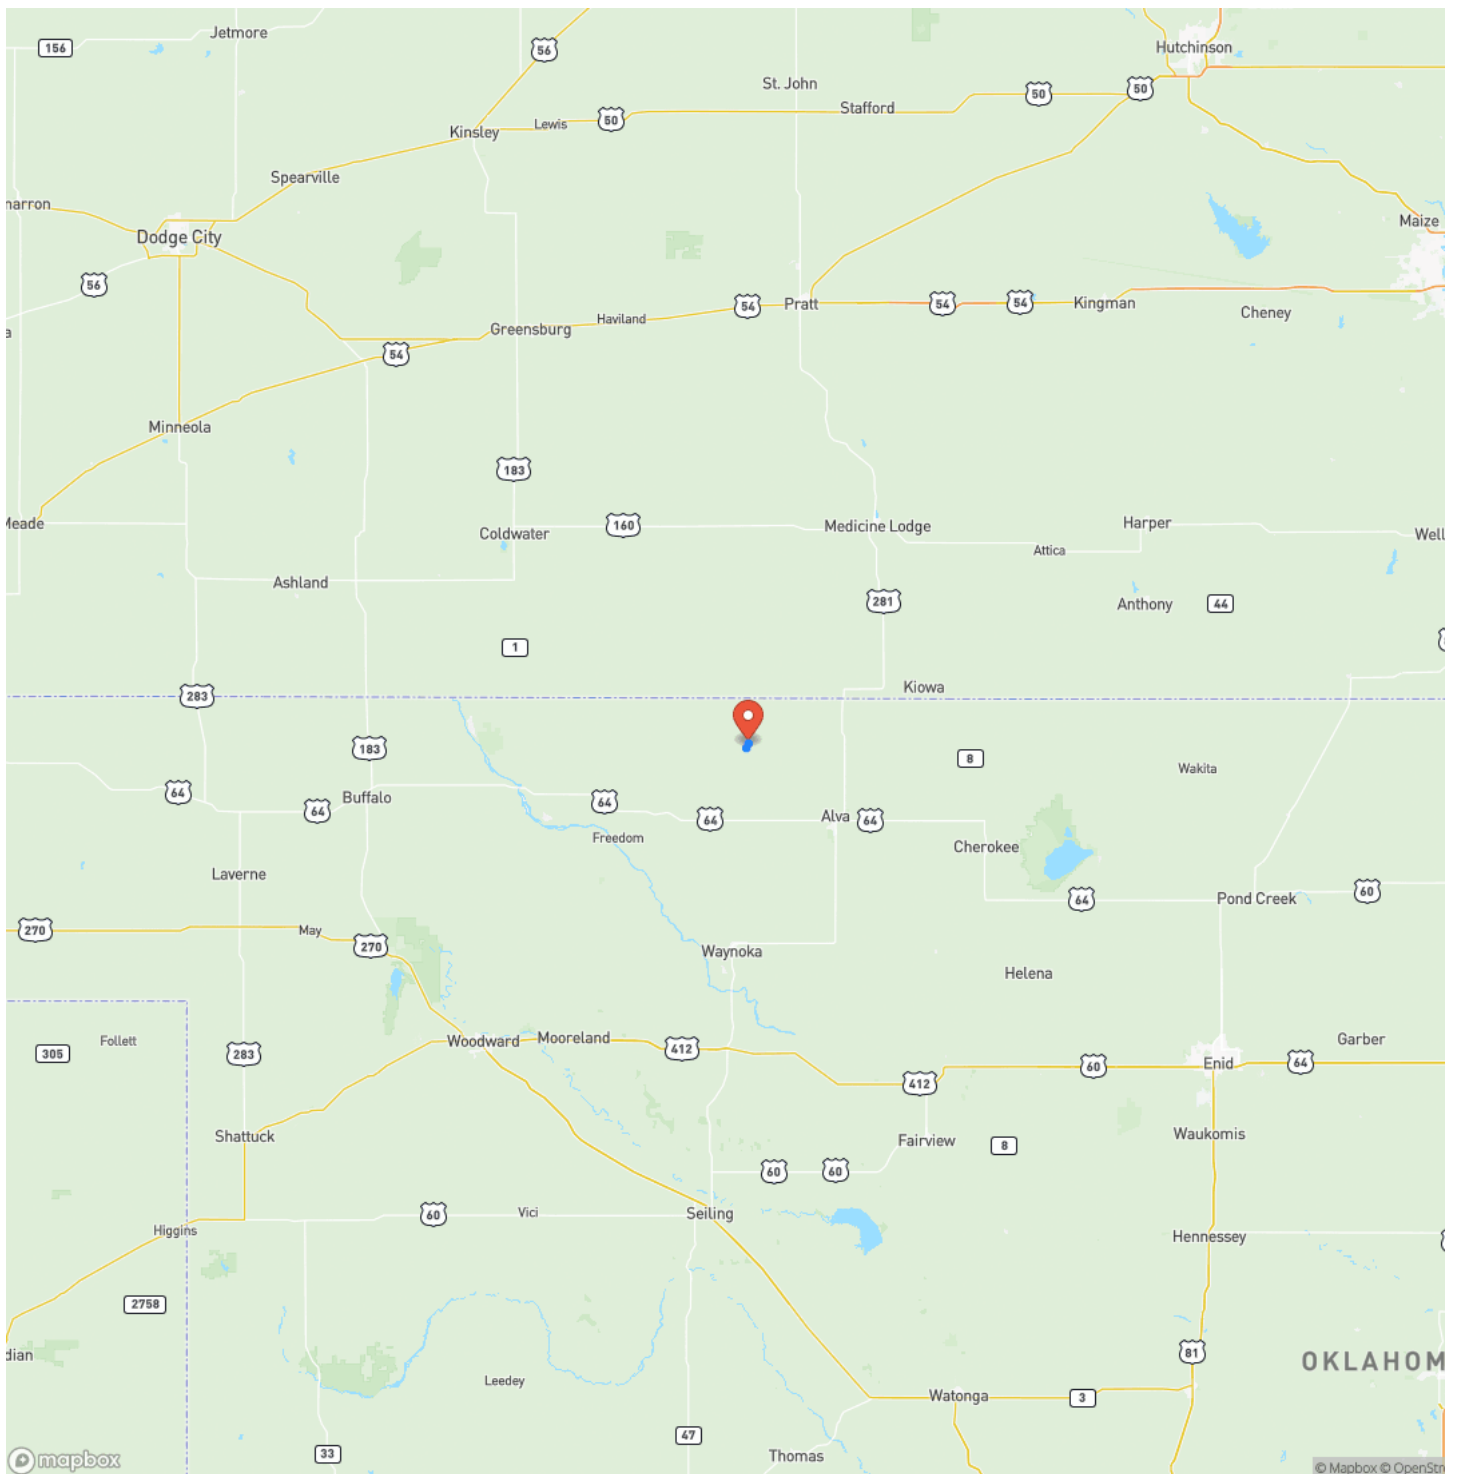 Jetmore
156
56
Hutchinson
St. John
50
50
Stafford
50
Lewis
Kinsley
Spearville
narron
Maize
Dodge City
56
54
Pratt
54
54
Kingman
Cheney
Haviland
Greensburg
a
54
Minneola
183
Meade
Coldwater
160
Medicine Lodge
Harper
Attica
Well
Ashland
281
Anthony
44
1
283
Kiowa
183
8
Wakita
64
Buffalo
64
64
64
Alva
64
Freedom
Cherokee
Laverne
64
Pond Creek
60
270
May
270
Waynoka
Helena
Follett
305
283
Woodward
Mooreland
412
Garber
60
Enid
64
412
Shattuck
Fairview
8
Waukomis
60
60
60
Vici
Seiling
Higgins
Hennessey
2758
dian
81
OKLAHOM
Leedey
Watonga
3
47
33
Thomas
mapbox
© Mapbox © OpenStre